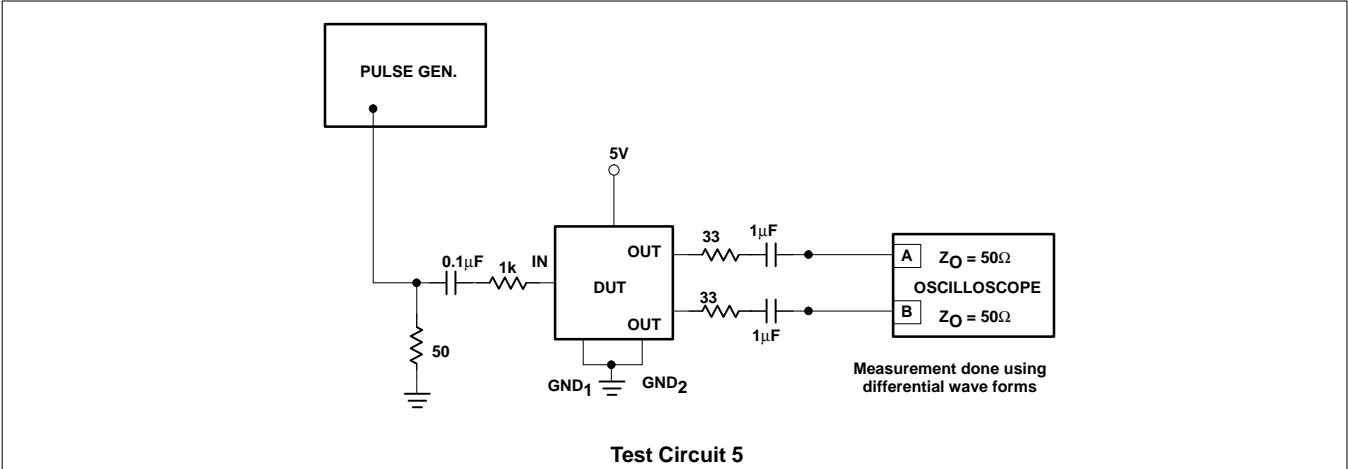 PULSE GEN.
5V
0.1μF
1k
IN
OUT
33
1μF
DUT
OUT
33
1μF
A
ZO = 50Ω
OSCILLOSCOPE
B
ZO = 50Ω
50
GND1
GND2
Measurement done using
differential wave forms
Test Circuit 5